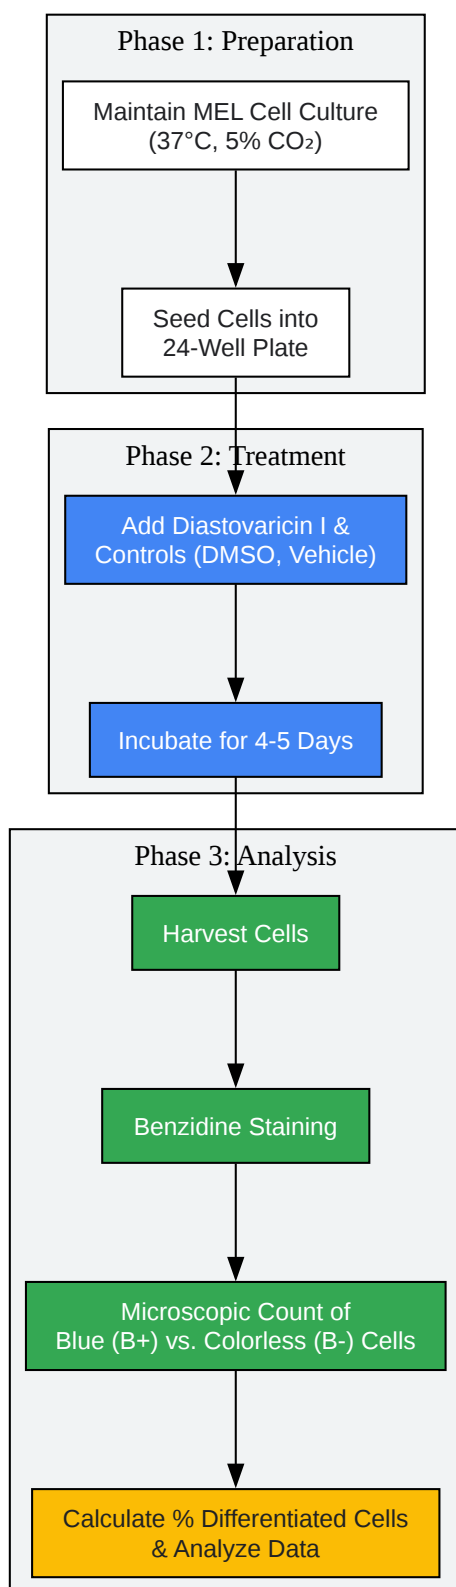 Phase 1: Preparation
Maintain MEL Cell Culture
(37°C, 5% CO₂)
Seed Cells into
24-Well Plate
Phase 2: Treatment
Add Diastovaricin I &
Controls (DMSO, Vehicle)
Incubate for 4-5 Days
Phase 3: Analysis
Harvest Cells
Benzidine Staining
Microscopic Count of
Blue (B+) vs. Colorless (B-) Cells
Calculate % Differentiated Cells
& Analyze Data